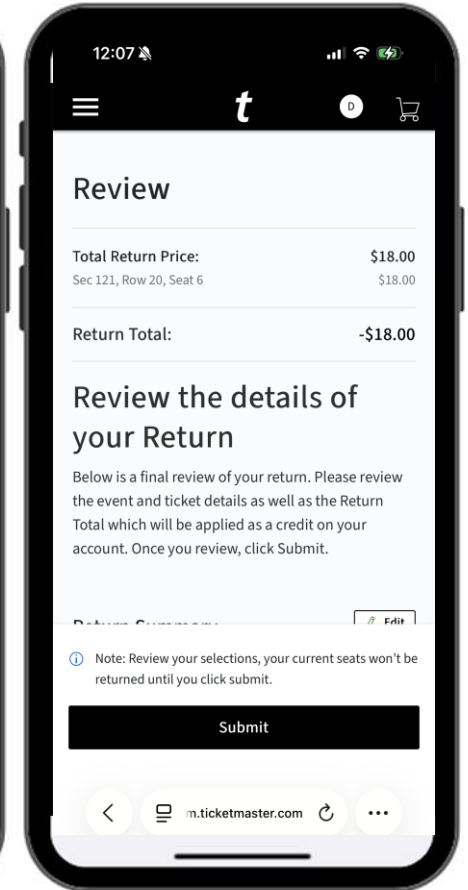 12:07
t
D
Review
Total Return Price: $18.00
Sec 121, Row 20, Seat 6 $18.00
Return Total: -$18.00
Review the details of
your Return
Below is a final review of your return. Please review
the event and ticket details as well as the Return
Total which will be applied as a credit on your
account. Once you review, click Submit.
Return Summary Edit
Note: Review your selections, your current seats won't be
returned until you click submit.
Submit
m.ticketmaster.com